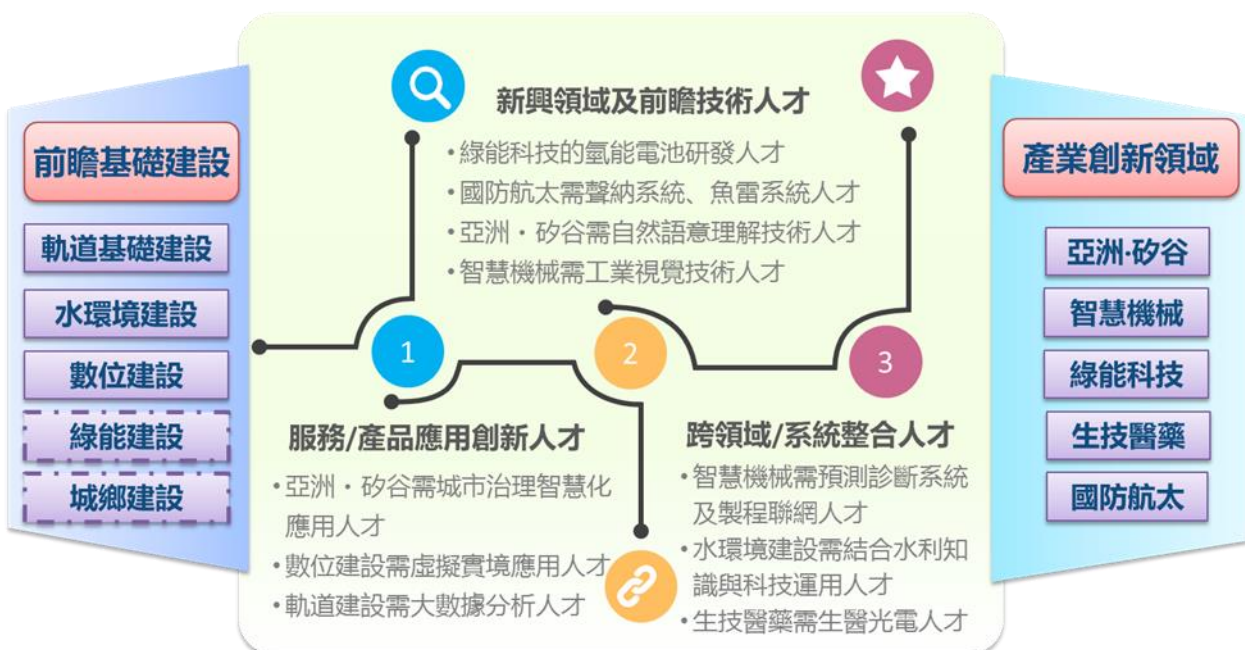 前瞻基礎建設
軌道基礎建設
水環境建設
數位建設
綠能建設
城鄉建設
新興領域及前瞻技術人才
•綠能科技的氫能電池研發人才
•國防航太需聲納系統、魚雷系統人才
•亞洲・矽谷需自然語意理解技術人才
•智慧機械需工業視覺技術人才
1
2
3
服務/產品應用創新人才
•亞洲・矽谷需城市治理智慧化
應用人才
•數位建設需虛擬實境應用人才
•軌道建設需大數據分析人才
跨領域/系統整合人才
•智慧機械需預測診斷系統
及製程聯網人才
•水環境建設需結合水利知
識與科技運用人才
•生技醫藥需生醫光電人才
產業創新領域
亞洲·矽谷
智慧機械
綠能科技
生技醫藥
國防航太